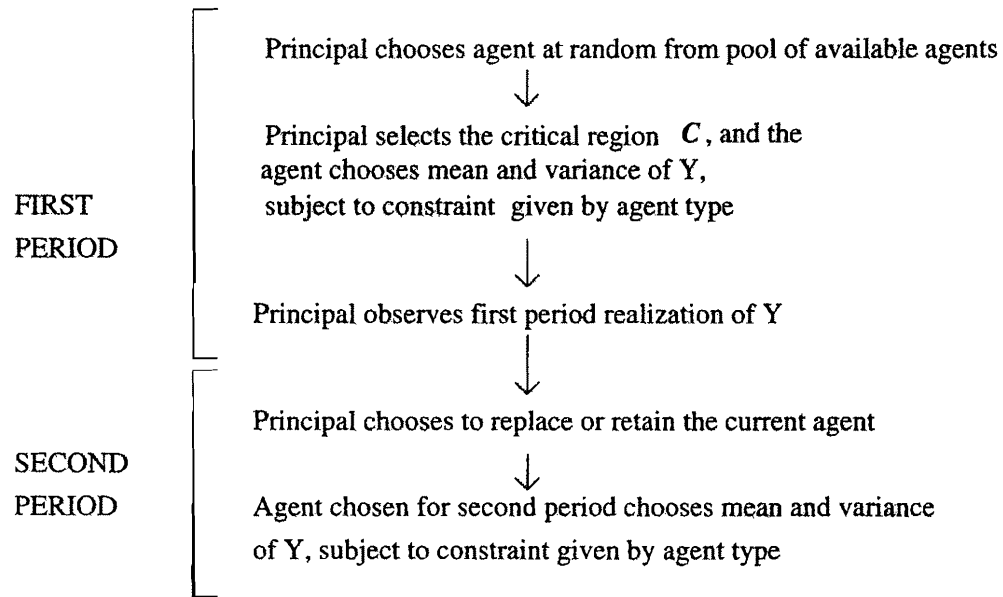 Principal chooses agent at random from pool of available agents
Principal selects the critical region C, and the
agent chooses mean and variance of Y,
subject to constraint given by agent type
FIRST
PERIOD
Principal observes first period realization of Y
Principal chooses to replace or retain the current agent
SECOND
PERIOD
Agent chosen for second period chooses mean and variance
of Y, subject to constraint given by agent type